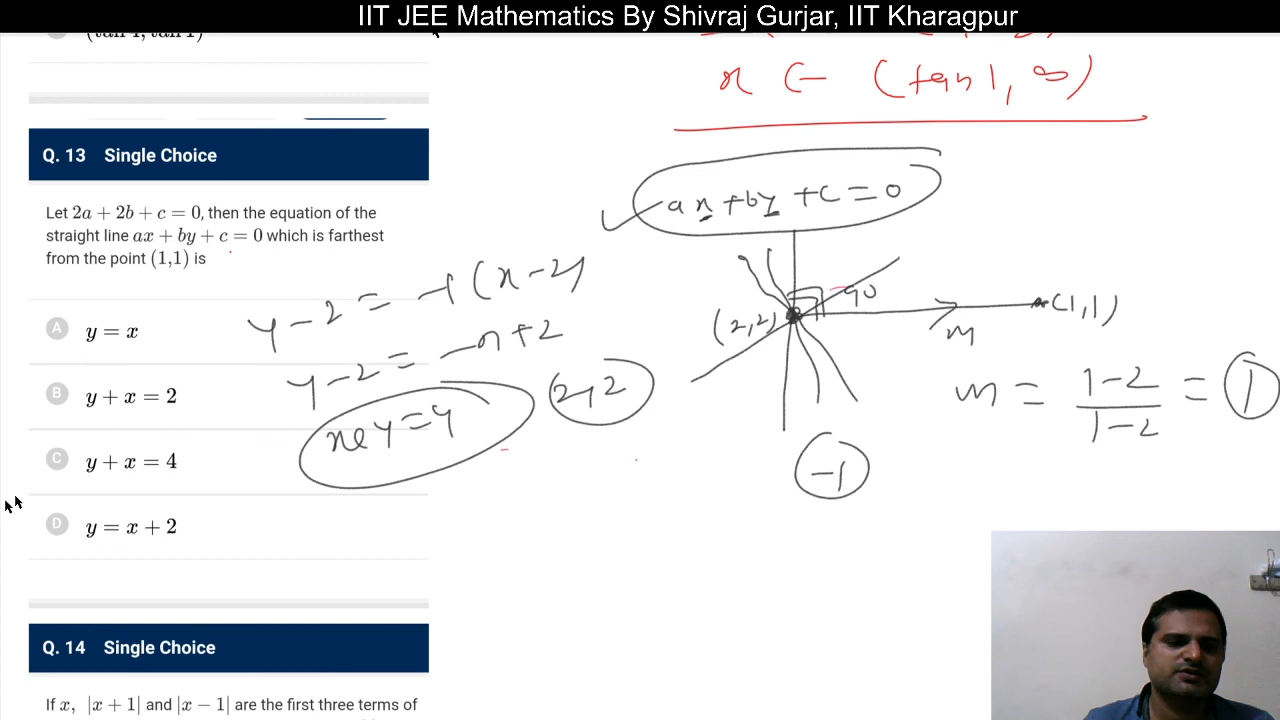 IIT JEE Mathematics By Shivraj Gurjar, IIT Kharagpur
x ∈ (tan 1, ∞)
Q. 13 Single Choice
Let 2a + 2b + c = 0, then the equation of the
straight line ax + by + c = 0 which is farthest
from the point (1,1) is
A y = x
B y + x = 2
C y + x = 4
D y = x + 2
ax + by + c = 0
y - 2 = -1 (x - 2)
y - 2 = -x + 2
2, 2
(2, 2)
90
(1, 1)
m
m = 1-2 / 1-2 = 1
-1
Q. 14 Single Choice
If x, |x + 1| and |x − 1| are the first three terms of